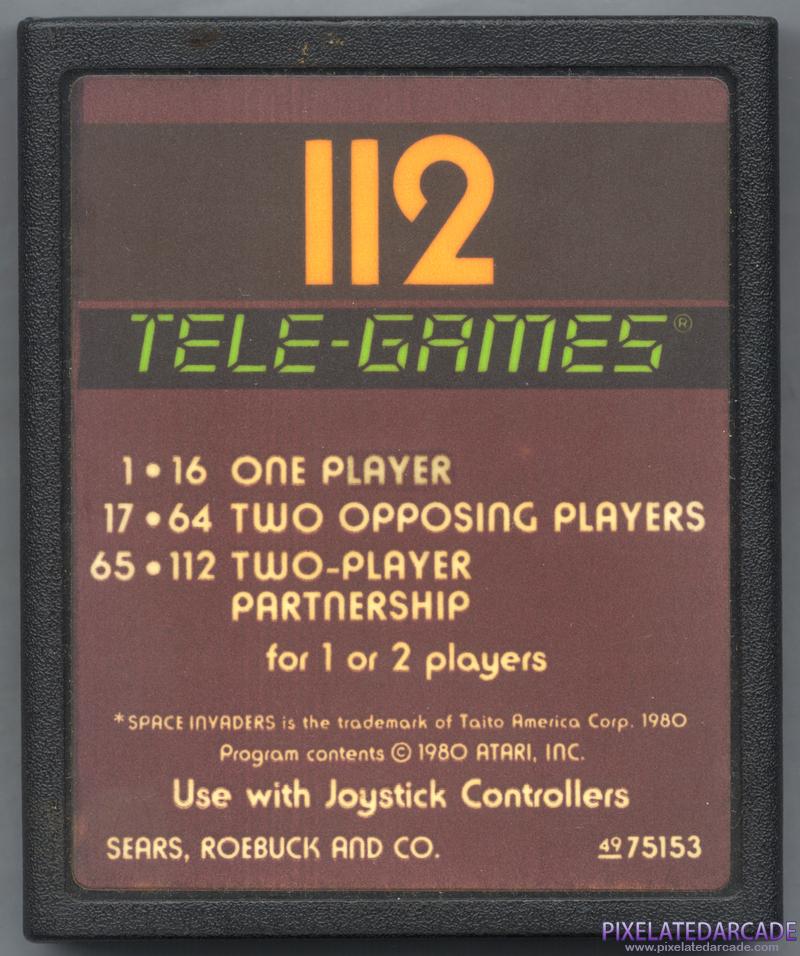 112
TELE-GAMES®
1•16 ONE PLAYER
17•64 TWO OPPOSING PLAYERS
65•112 TWO-PLAYER
PARTNERSHIP
for 1 or 2 players
*SPACE INVADERS is the trademark of Taito America Corp. 1980
Program contents © 1980 ATARI, INC.
Use with Joystick Controllers
SEARS, ROEBUCK AND CO. 49 75153
PIXELATEDARCADE
www.pixelatedarcade.com